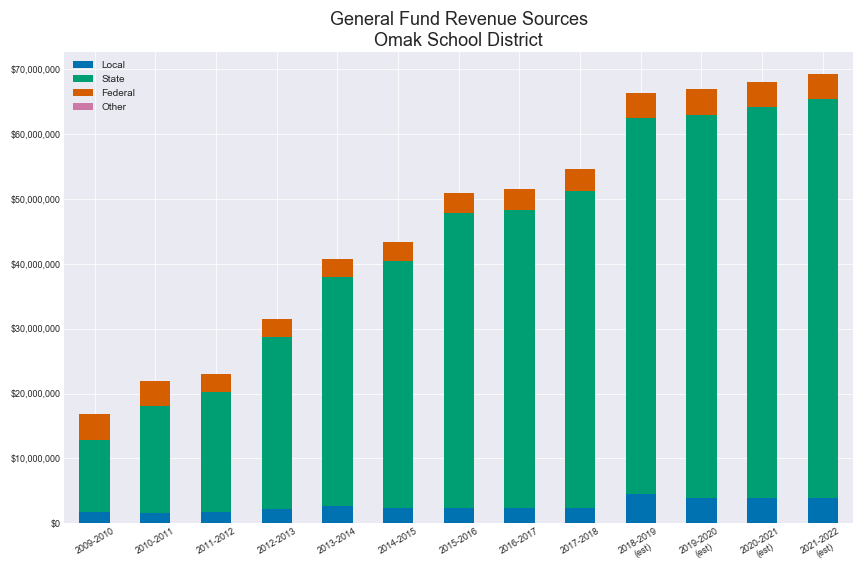 General Fund Revenue Sources
Omak School District
Local
State
Federal
Other
$70,000,000
$60,000,000
$50,000,000
$40,000,000
$30,000,000
$20,000,000
$10,000,000
$0
2009-2010
2010-2011
2011-2012
2012-2013
2013-2014
2014-2015
2015-2016
2016-2017
2017-2018
2018-2019
(est)
2019-2020
(est)
2020-2021
(est)
2021-2022
(est)